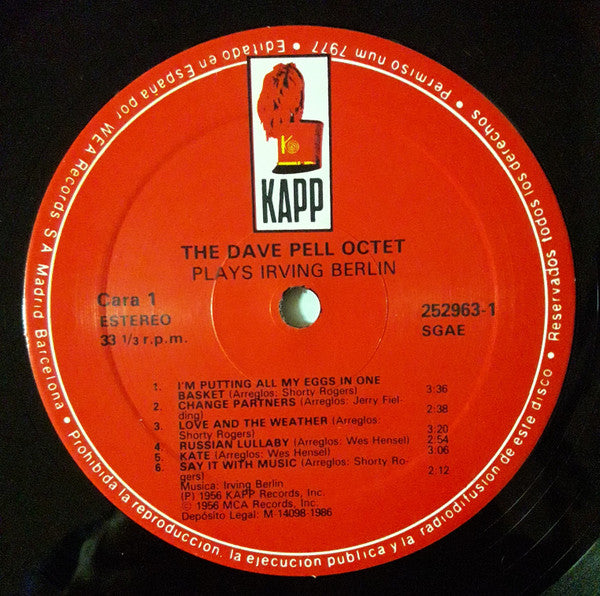 Reservados todos los derechos • Prohibida la reproduccion, la ejecucion publica y la radiodifusion de este disco • Permiso num 7977 • Editado en España por WEA Records SA Madrid Barcelona •
K
KAPP
THE DAVE PELL OCTET
PLAYS IRVING BERLIN
Cara 1
ESTEREO
33 1/3 r.p.m.
252963-1
SGAE
1. I'M PUTTING ALL MY EGGS IN ONE
BASKET (Arreglos: Shorty Rogers) 3:36
2. CHANGE PARTNERS (Arreglos: Jerry Fiel-
ding) 2:38
3. LOVE AND THE WEATHER (Arreglos:
Shorty Rogers) 3:20
4. RUSSIAN LULLABY (Arreglos: Wes Hensel) 2:54
5. KATE (Arreglos: Wes Hensel) 3.06
6. SAY IT WITH MUSIC (Arreglos: Shorty Ro-
gers) 2:12
Musica: Irving Berlin
(P) 1956 KAPP Records, Inc.
© 1956 MCA Records, Inc.
Depósito Legal: M-14098-1986